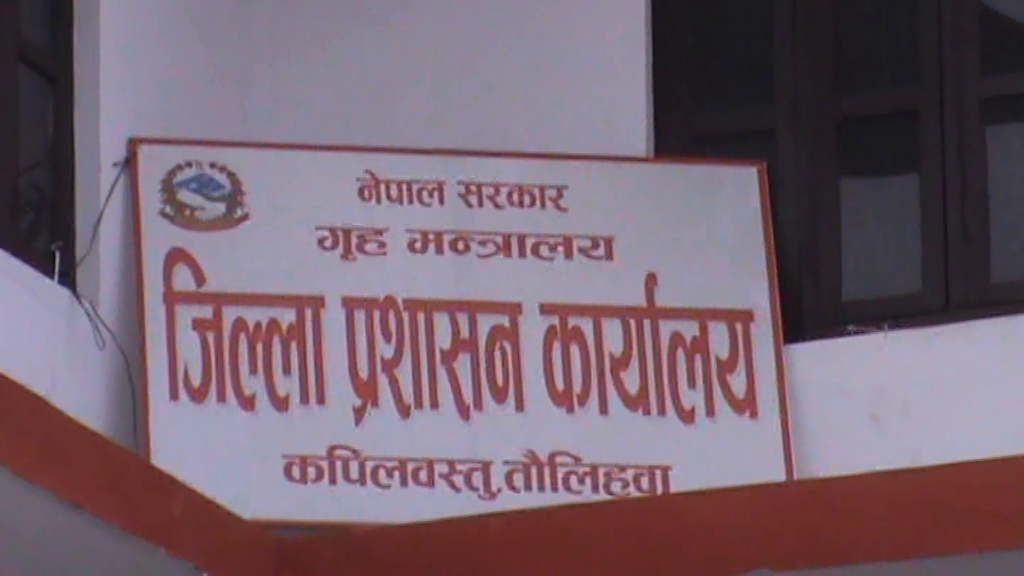 नेपाल सरकार
गृह मन्त्रालय
जिल्ला प्रशासन कार्यालय
कपिलवस्तु,तौलिहवा